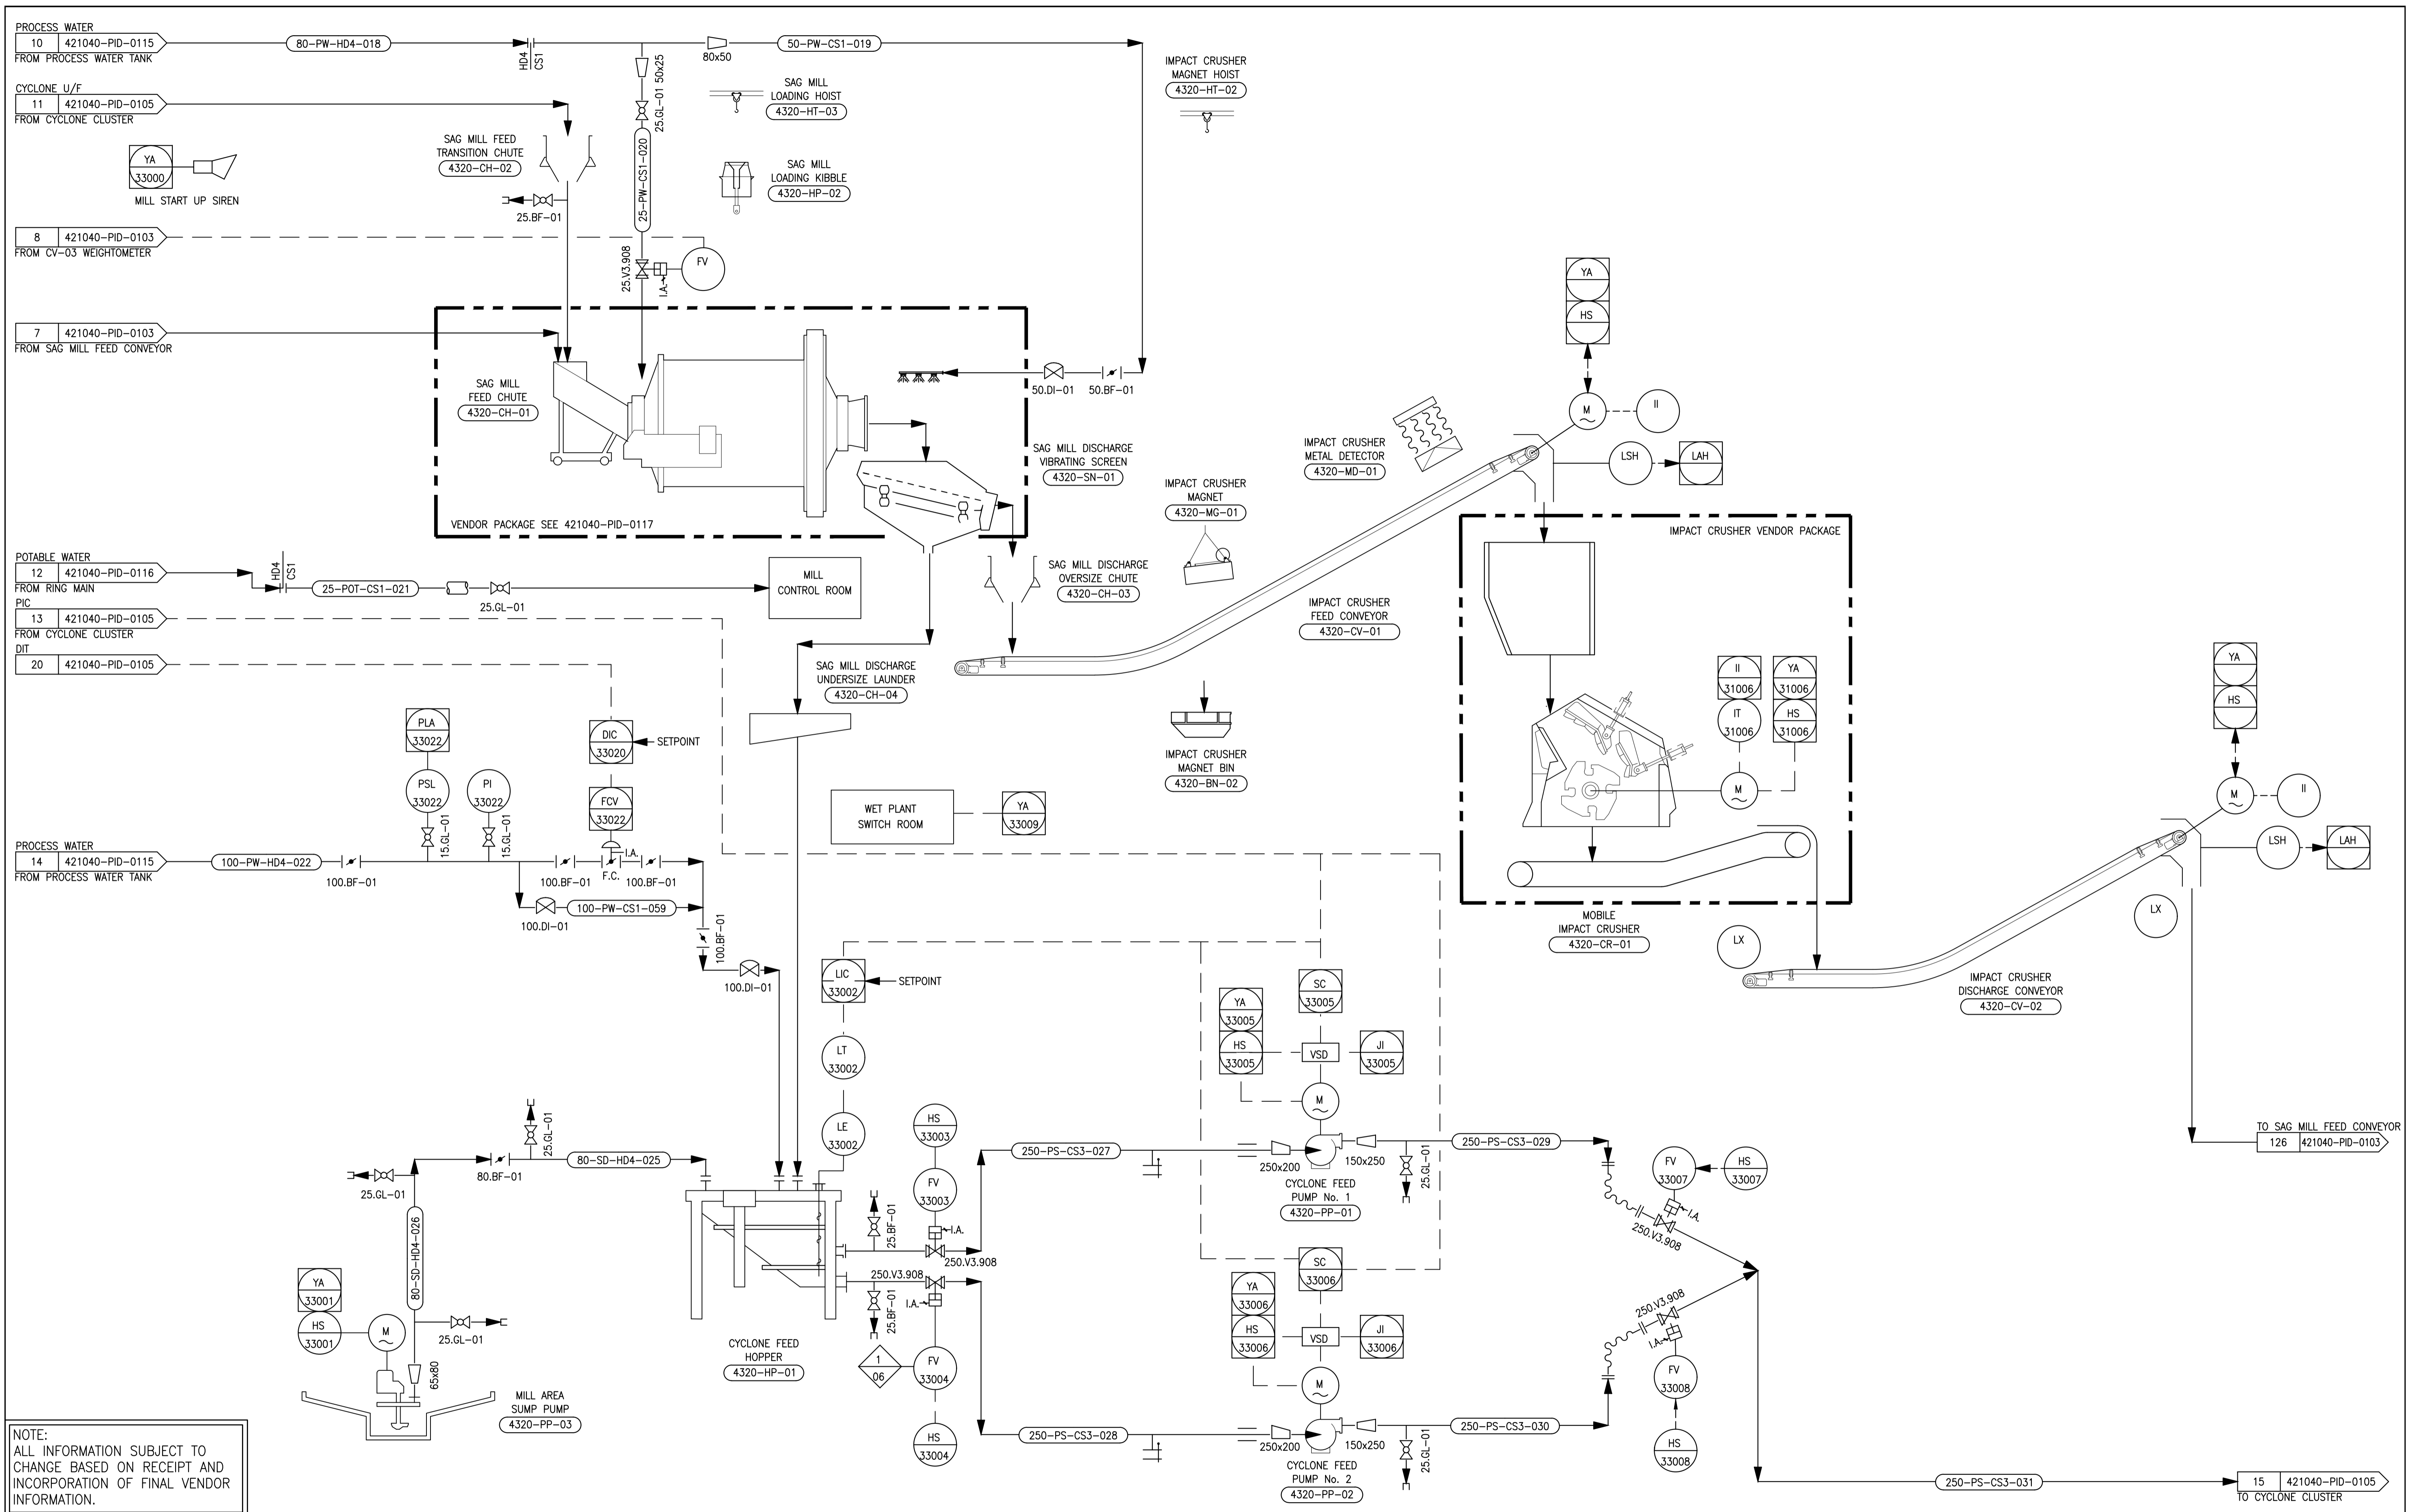 PROCESS WATER
10 421040-PID-0115
FROM PROCESS WATER TANK
80-PW-HD4-018
HD4
CS1
80x50
50-PW-CS1-019
CYCLONE U/F
11 421040-PID-0105
FROM CYCLONE CLUSTER
50x25
25.GL-01
25-PW-CS1-020
SAG MILL
LOADING HOIST
4320-HT-03
IMPACT CRUSHER
MAGNET HOIST
4320-HT-02
SAG MILL FEED
TRANSITION CHUTE
4320-CH-02
25.BF-01
SAG MILL
LOADING KIBBLE
4320-HP-02
YA
33000
MILL START UP SIREN
8 421040-PID-0103
FROM CV-03 WEIGHTOMETER
25.V3.908
I.A.
FV
7 421040-PID-0103
FROM SAG MILL FEED CONVEYOR
SAG MILL
FEED CHUTE
4320-CH-01
50.DI-01
50.BF-01
SAG MILL DISCHARGE
VIBRATING SCREEN
4320-SN-01
VENDOR PACKAGE SEE 421040-PID-0117
YA
HS
M
II
LSH
LAH
IMPACT CRUSHER
METAL DETECTOR
4320-MD-01
IMPACT CRUSHER
MAGNET
4320-MG-01
IMPACT CRUSHER VENDOR PACKAGE
POTABLE WATER
12 421040-PID-0116
FROM RING MAIN
HD4
CS1
25-POT-CS1-021
25.GL-01
MILL
CONTROL ROOM
SAG MILL DISCHARGE
OVERSIZE CHUTE
4320-CH-03
IMPACT CRUSHER
FEED CONVEYOR
4320-CV-01
PIC
13 421040-PID-0105
FROM CYCLONE CLUSTER
DIT
20 421040-PID-0105
SAG MILL DISCHARGE
UNDERSIZE LAUNDER
4320-CH-04
IMPACT CRUSHER
MAGNET BIN
4320-BN-02
II
31006
IT
31006
YA
31006
HS
31006
M
YA
HS
M
II
LSH
LAH
PLA
33022
PSL
33022
PI
33022
15.GL-01
15.GL-01
DIC
33020
SETPOINT
FCV
33022
I.A.
F.C.
WET PLANT
SWITCH ROOM
YA
33009
PROCESS WATER
14 421040-PID-0115
FROM PROCESS WATER TANK
100-PW-HD4-022
100.BF-01
100.BF-01
100.BF-01
100.DI-01
100-PW-CS1-059
100.BF-01
100.DI-01
MOBILE
IMPACT CRUSHER
4320-CR-01
LX
LX
IMPACT CRUSHER
DISCHARGE CONVEYOR
4320-CV-02
LIC
33002
SETPOINT
LT
33002
LE
33002
SC
33005
YA
33005
HS
33005
VSD
JI
33005
M
TO SAG MILL FEED CONVEYOR
126 421040-PID-0103
25.GL-01
80-SD-HD4-025
80.BF-01
25.GL-01
80-SD-HD4-026
HS
33003
FV
33003
I.A.
25.BF-01
250.V3.908
250-PS-CS3-027
250x200
150x250
CYCLONE FEED
PUMP No. 1
4320-PP-01
25.GL-01
250-PS-CS3-029
FV
33007
HS
33007
I.A.
250.V3.908
YA
33001
HS
33001
M
25.GL-01
65x80
MILL AREA
SUMP PUMP
4320-PP-03
CYCLONE FEED
HOPPER
4320-HP-01
250.V3.908
25.BF-01
I.A.
1
06
FV
33004
HS
33004
SC
33006
YA
33006
HS
33006
VSD
JI
33006
M
250-PS-CS3-028
250x200
150x250
CYCLONE FEED
PUMP No. 2
4320-PP-02
25.GL-01
250-PS-CS3-030
250.V3.908
I.A.
FV
33008
HS
33008
250-PS-CS3-031
15 421040-PID-0105
TO CYCLONE CLUSTER
NOTE:
ALL INFORMATION SUBJECT TO
CHANGE BASED ON RECEIPT AND
INCORPORATION OF FINAL VENDOR
INFORMATION.